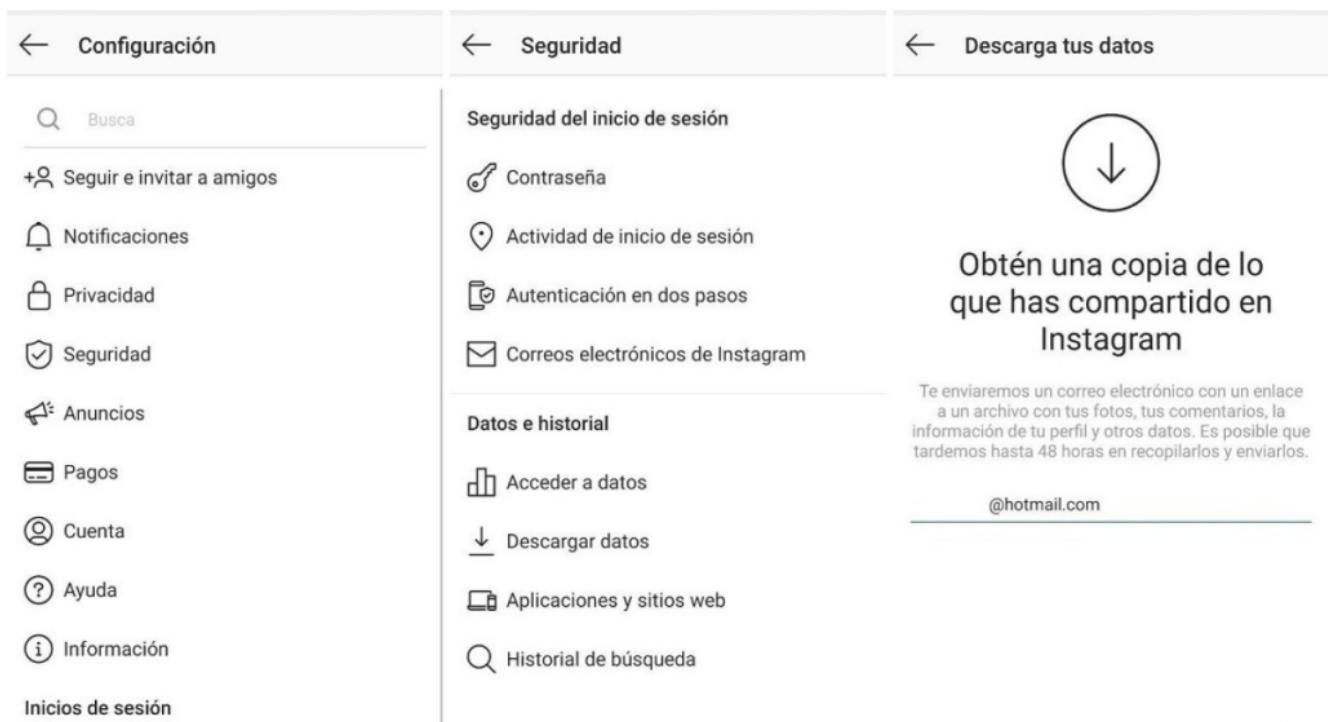 Configuración
Busca
Seguir e invitar a amigos
Notificaciones
Privacidad
Seguridad
Anuncios
Pagos
Cuenta
Ayuda
Información
Inicios de sesión
Seguridad
Seguridad del inicio de sesión
Contraseña
Actividad de inicio de sesión
Autenticación en dos pasos
Correos electrónicos de Instagram
Datos e historial
Acceder a datos
Descargar datos
Aplicaciones y sitios web
Historial de búsqueda
Descarga tus datos
Obtén una copia de lo
que has compartido en
Instagram
Te enviaremos un correo electrónico con un enlace
a un archivo con tus fotos, tus comentarios, la
información de tu perfil y otros datos. Es posible que
tardemos hasta 48 horas en recopilarlos y enviarlos.
@hotmail.com